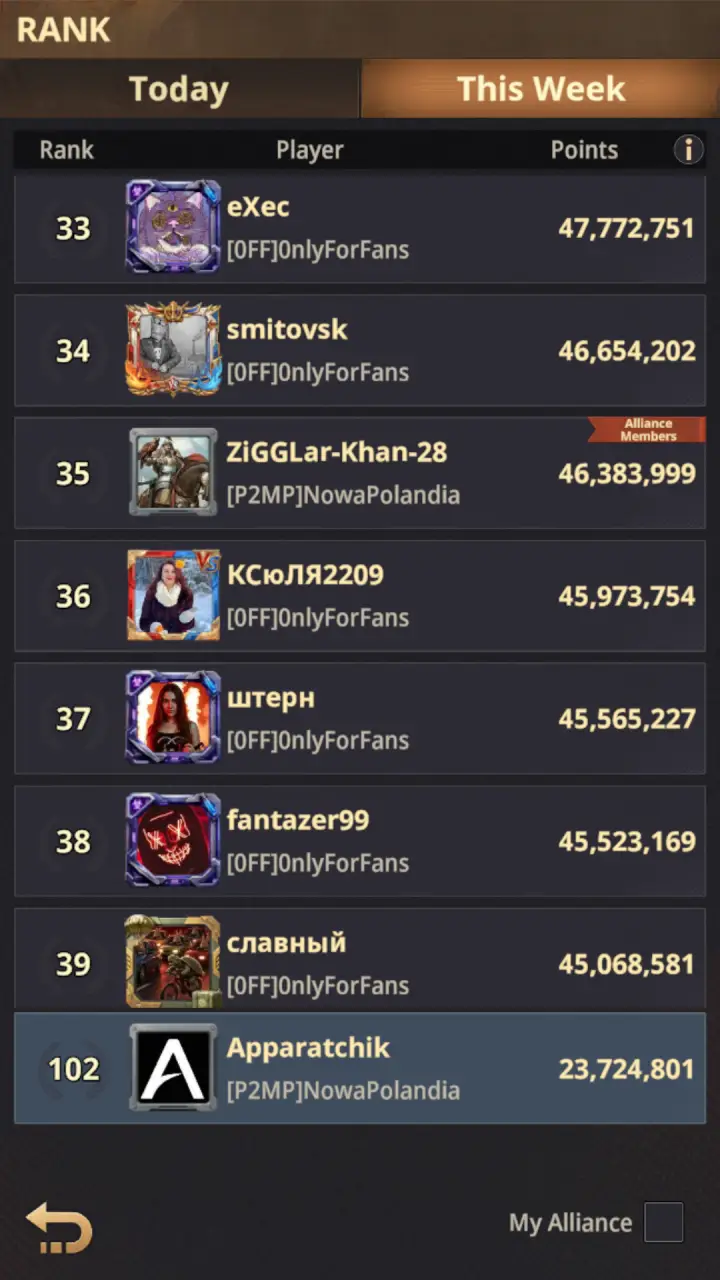 RANK
Today
This Week
Rank
Player
Points
i
33
eXec
[0FF]0nlyForFans
47,772,751
34
smitovsk
[0FF]0nlyForFans
46,654,202
Alliance
Members
35
ZiGGLar-Khan-28
[P2MP]NowaPolandia
46,383,999
36
КСюЛЯ2209
[0FF]0nlyForFans
45,973,754
37
штерн
[0FF]0nlyForFans
45,565,227
38
fantazer99
[0FF]0nlyForFans
45,523,169
39
славный
[0FF]0nlyForFans
45,068,581
102
Apparatchik
[P2MP]NowaPolandia
23,724,801
My Alliance